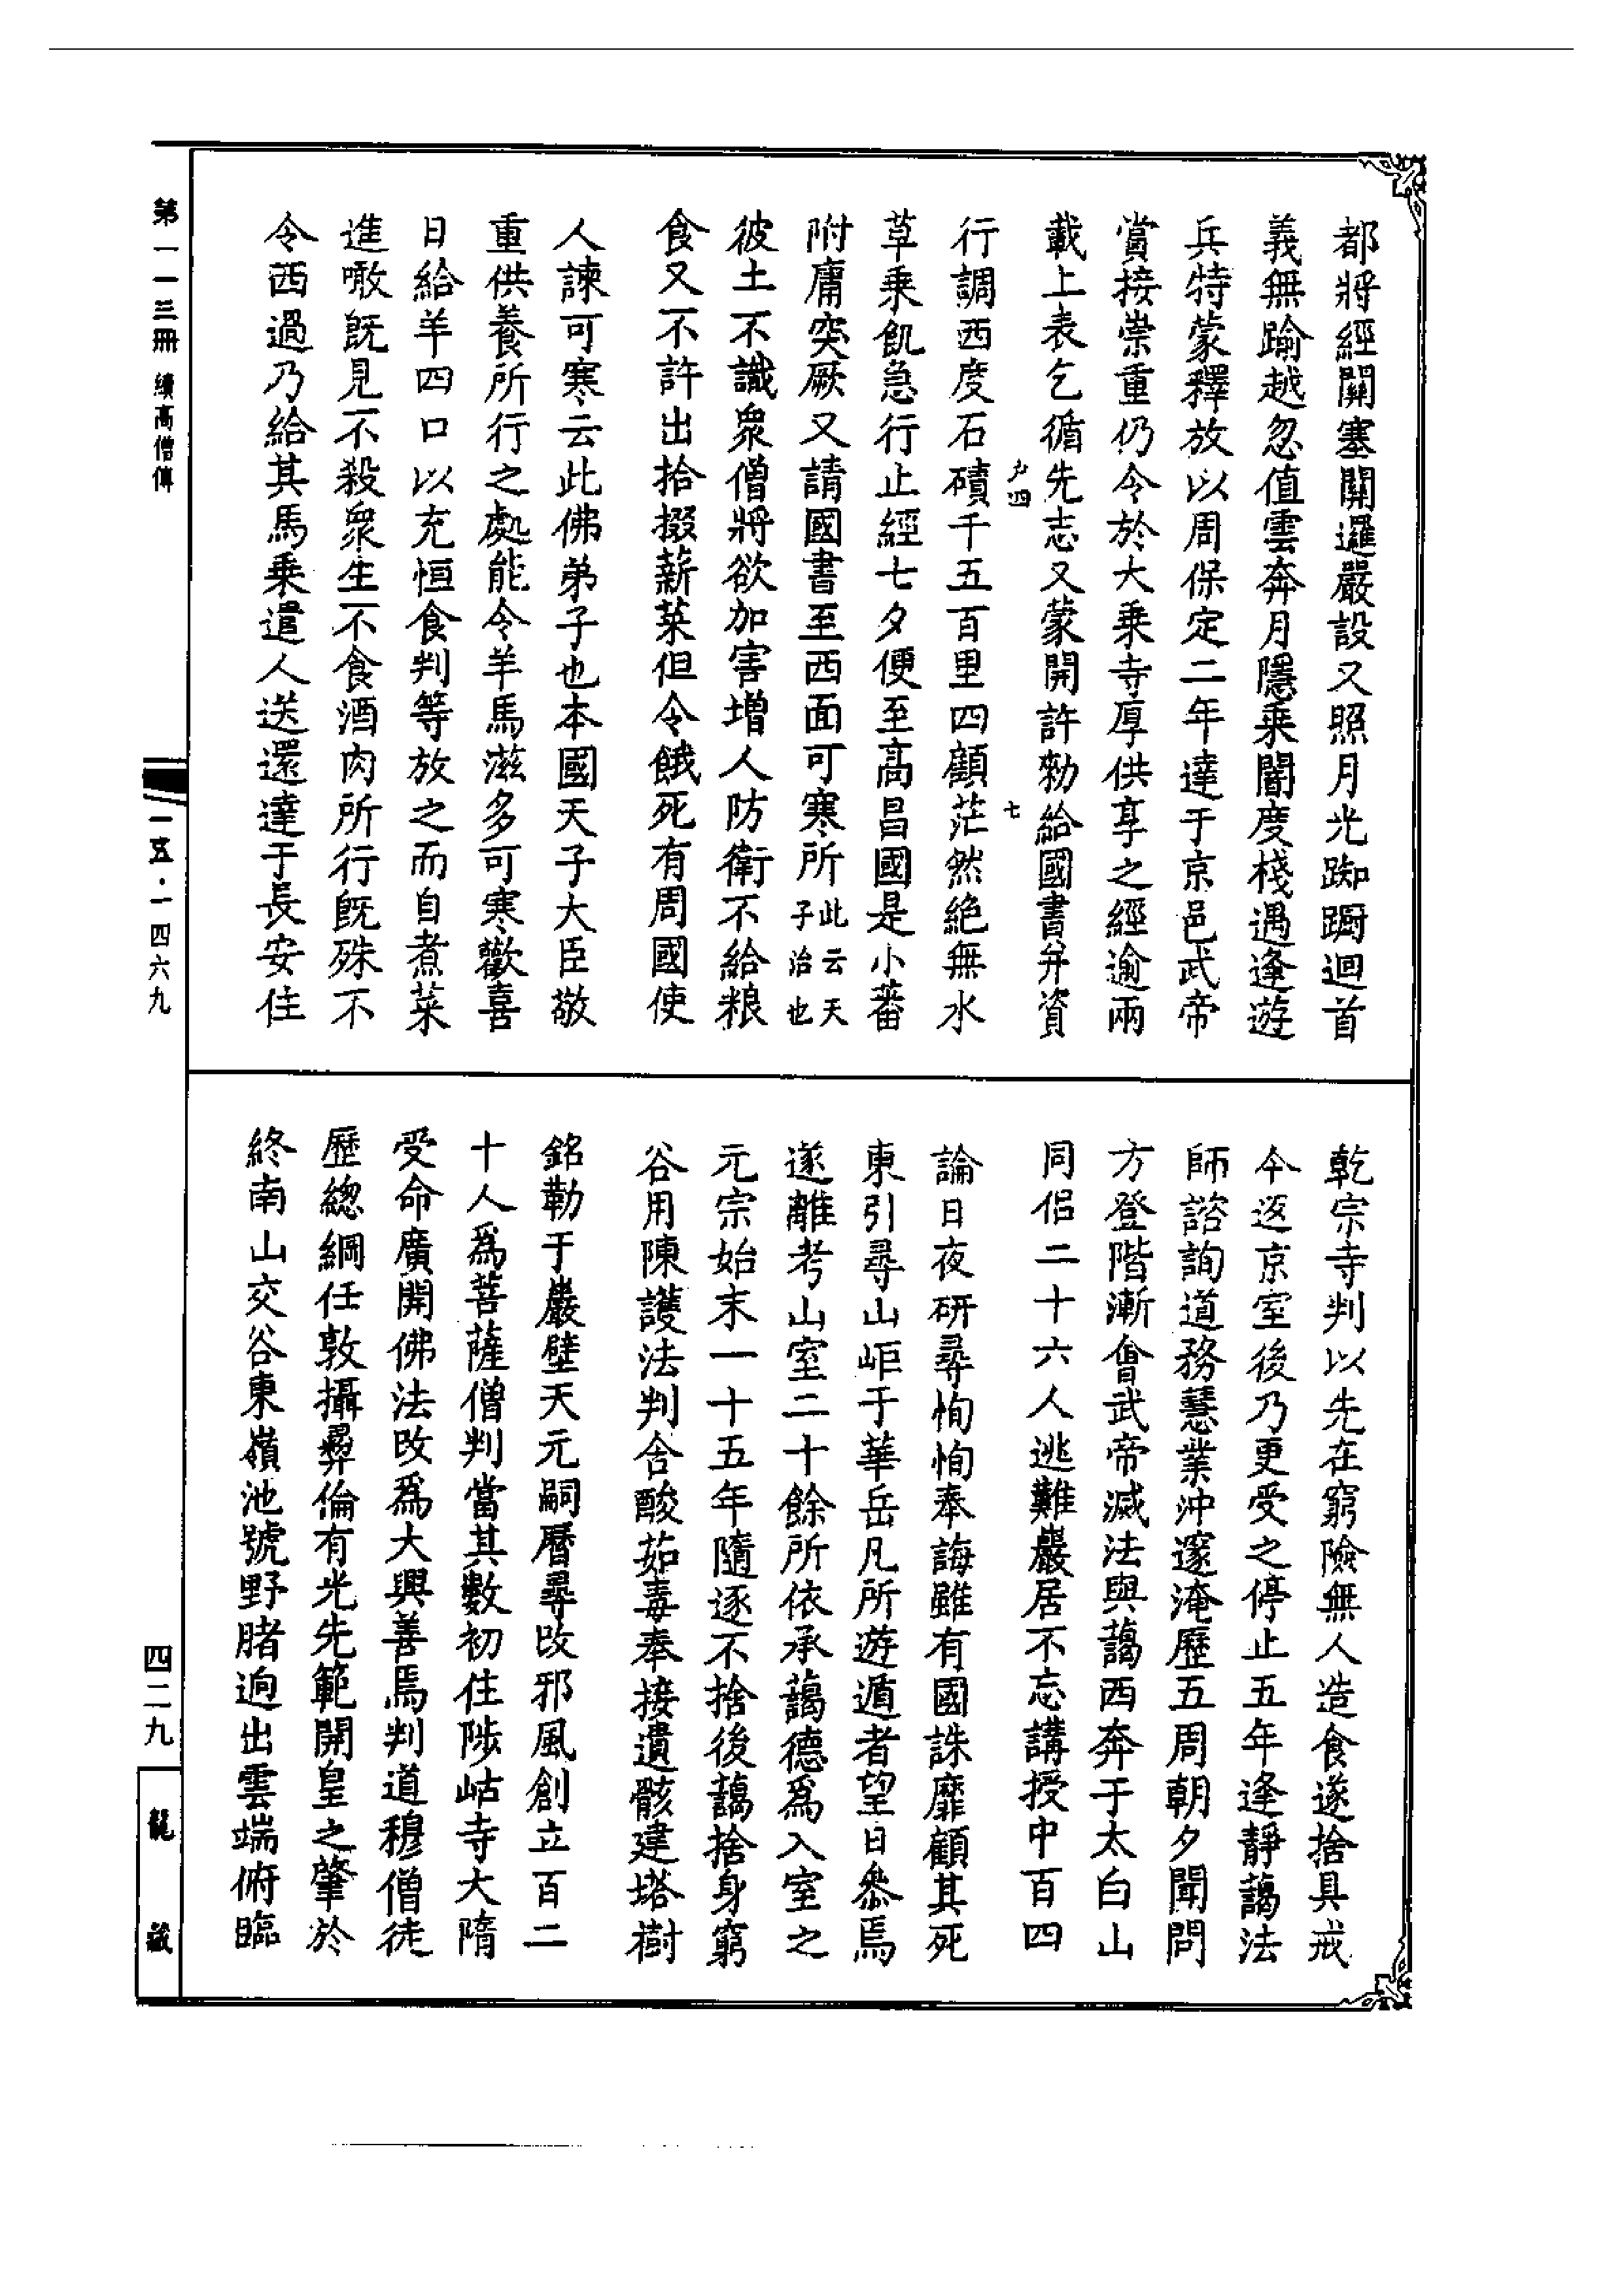 都將經關塞關邏嚴設又照月光踟蹰迴首
義無踰越忽值雲奔月隱乘闇度棧遇逢遊
兵特蒙釋放以周保定二年達于京邑武帝
賞接崇重仍令於大乘寺厚供享之經逾兩
載上表乞循先志又蒙開許勑給國書并資
四 七
行調西度石磧千五百里四顧茫然絶無水
草乘飢急行止經七夕便至高昌國是小蕃
附庸突厥又請國書至西面可寒所此云天子治也
彼土不識衆僧將欲加害增人防衛不給粮
食又不許出拾掇薪菜但令餓死有周國使
人諫可寒云此佛弟子也本國天子大臣敬
重供養所行之處能令羊馬滋多可寒歡喜
日給羊四口以充恒食判等放之而自煮菜
進噉既見不殺衆生不食酒肉所行既殊不
令西過乃給其馬乘遣人送還達于長安住
乾宗寺判以先在窮險無人造食遂捨具戒
今返京室後乃更受之停止五年逢靜藹法
師諮詢道務慧業沖邃淹歷五周朝夕聞問
方登階漸會武帝滅法與藹西奔于太白山
同侣二十六人逃難巖居不忘講授中百四
論日夜研尋恂恂奉誨雖有國誅靡顧其死
東引尋山岠于華岳凡所遊遁者望日叅焉
遂離考山室二十餘所依承藹德爲入室之
元宗始末一十五年隨逐不捨後藹捨身窮
谷用陳護法判含酸茹毒奉接遺骸建塔樹
銘勒于巖壁天元嗣曆尋改邪風創立百二
十人爲菩薩僧判當其數初住陟岵寺大隋
受命廣開佛法改爲大興善焉判道穆僧徒
歷總綱任敦攝彝倫有光先範開皇之肇於
終南山交谷東嶺池號野豬逈出雲端俯臨
第一一三冊 續高僧傳
一五·一四六九
四二九
龍藏